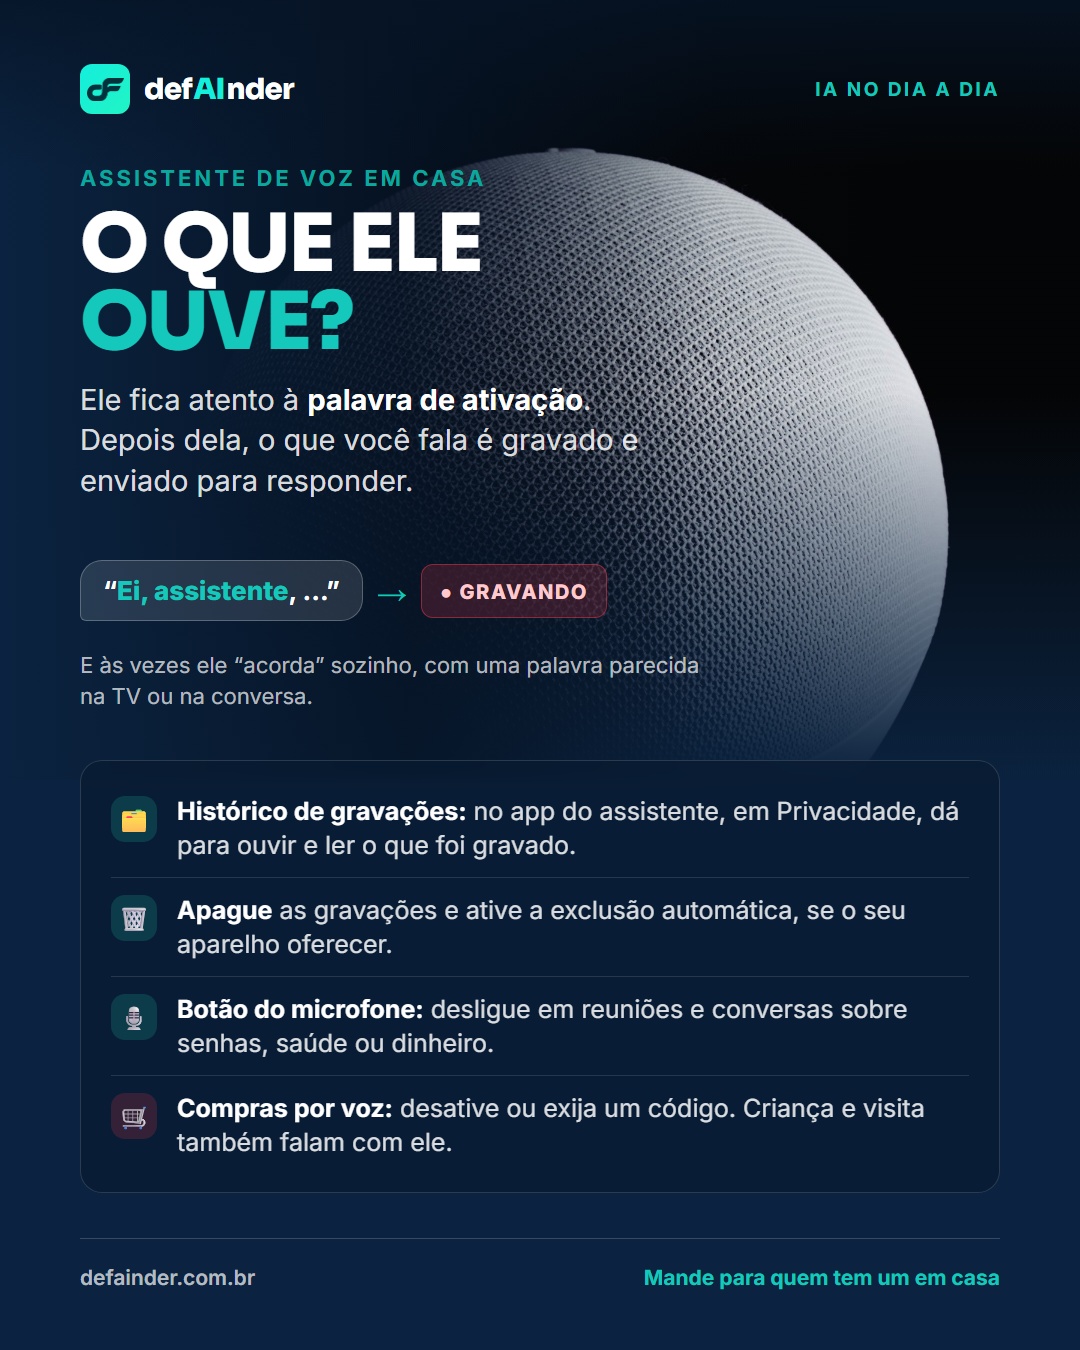 defAInder
IA NO DIA A DIA
ASSISTENTE DE VOZ EM CASA
O QUE ELE
OUVE?
Ele fica atento à palavra de ativação.
Depois dela, o que você fala é gravado e
enviado para responder.
“Ei, assistente, ...” → ● GRAVANDO
E às vezes ele “acorda” sozinho, com uma palavra parecida
na TV ou na conversa.
Histórico de gravações: no app do assistente, em Privacidade, dá
para ouvir e ler o que foi gravado.
Apague as gravações e ative a exclusão automática, se o seu
aparelho oferecer.
Botão do microfone: desligue em reuniões e conversas sobre
senhas, saúde ou dinheiro.
Compras por voz: desative ou exija um código. Criança e visita
também falam com ele.
defainder.com.br
Mande para quem tem um em casa